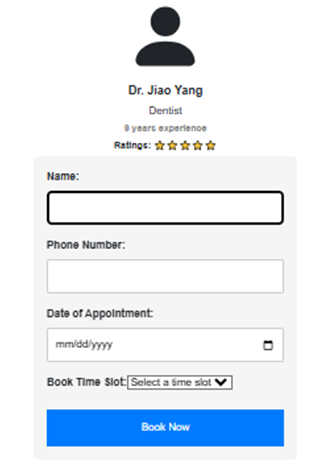 Dr. Jiao Yang
Dentist
9 years experience
Ratings:
Name:
Phone Number:
Date of Appointment:
mm/dd/yyyy
Book Time Slot: Select a time slot
Book Now